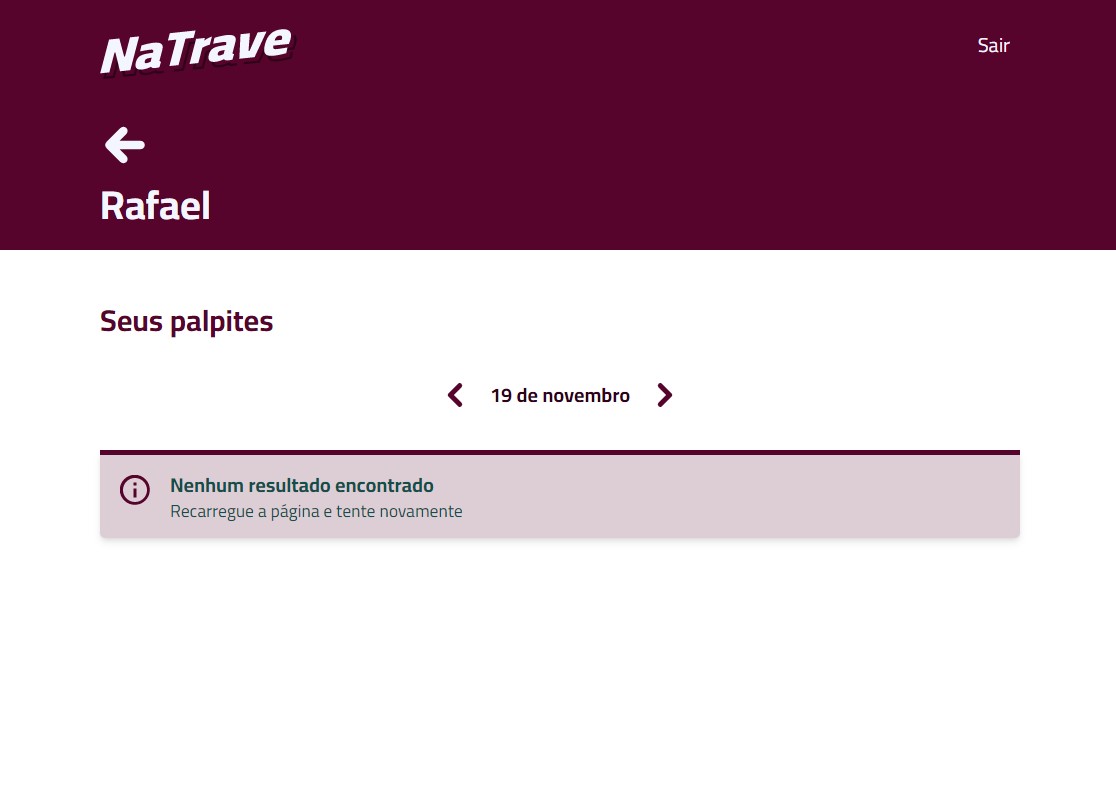 NaTrave
Sair
Rafael
Seus palpites
19 de novembro
Nenhum resultado encontrado
Recarregue a página e tente novamente